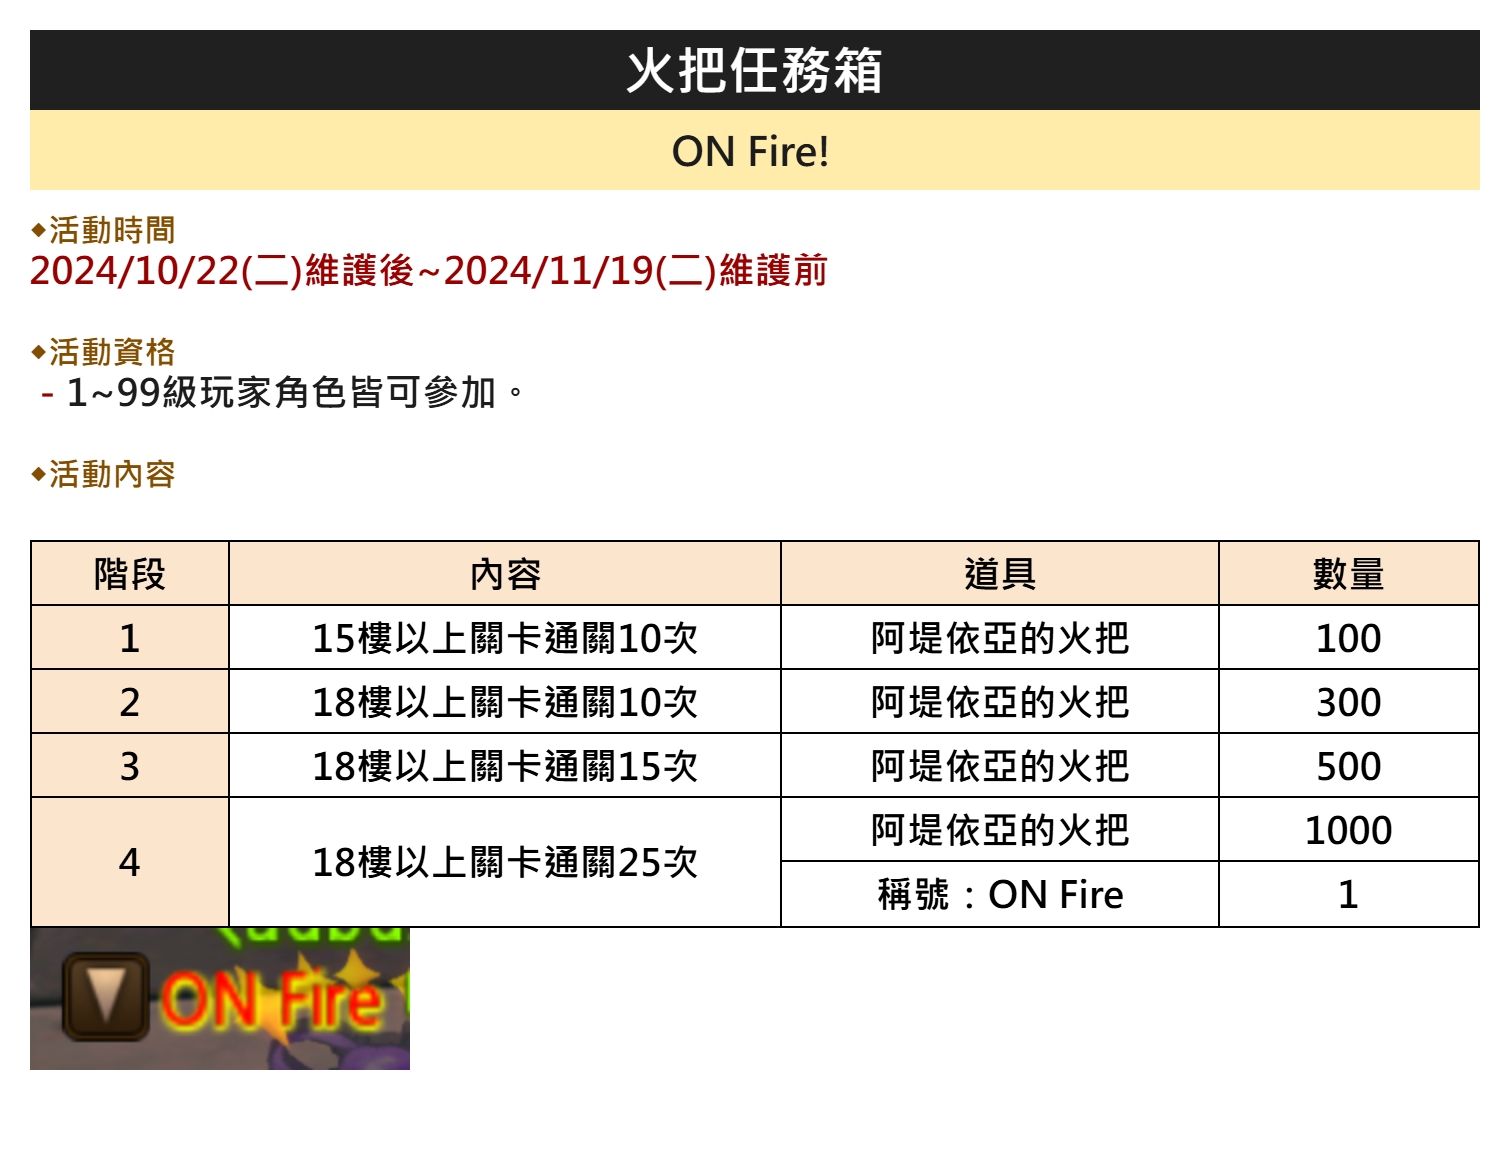 火把任務箱
ON Fire!
◆活動時間
2024/10/22(二)維護後~2024/11/19(二)維護前
◆活動資格
- 1~99級玩家角色皆可參加。
◆活動內容
階段 內容 道具 數量
1 15樓以上關卡通關10次 阿堤依亞的火把 100
2 18樓以上關卡通關10次 阿堤依亞的火把 300
3 18樓以上關卡通關15次 阿堤依亞的火把 500
4 18樓以上關卡通關25次 阿堤依亞的火把 1000
稱號：ON Fire 1
ON Fire